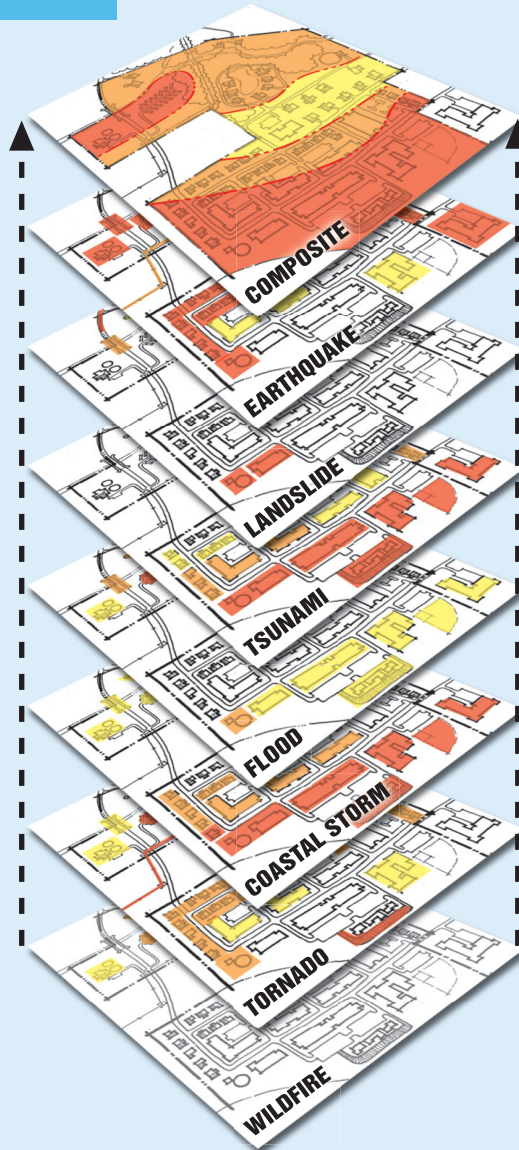 COMPOSITE
EARTHQUAKE
LANDSLIDE
TSUNAMI
FLOOD
COASTAL STORM
TORNADO
WILDFIRE